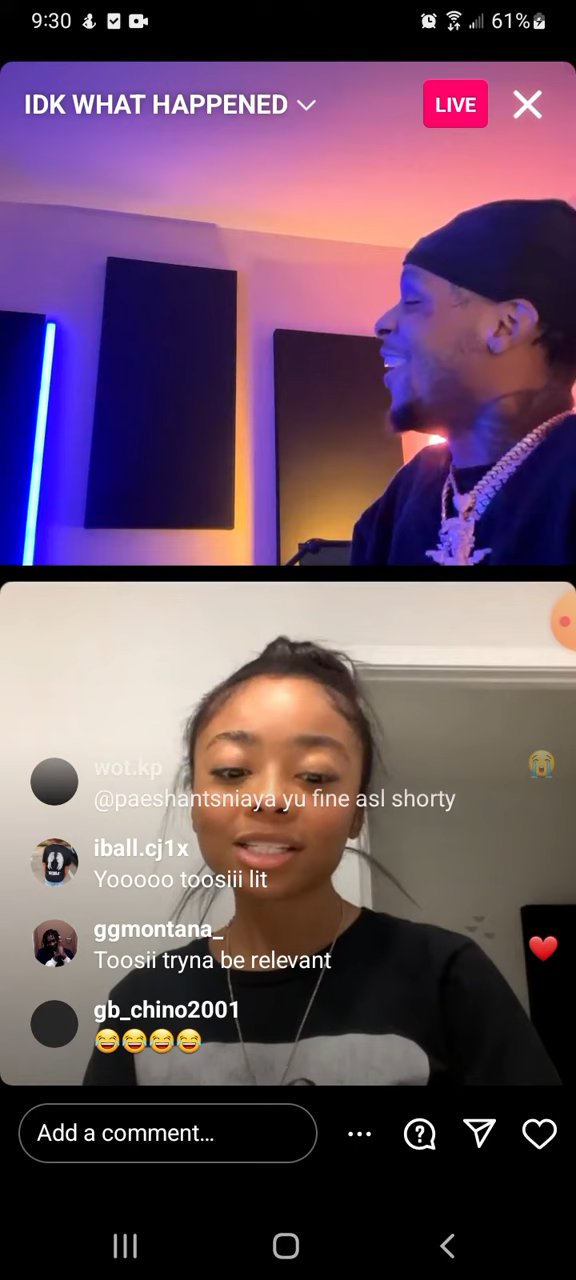 9:30
61%
IDK WHAT HAPPENED
LIVE
wot.kp
@paeshantsniaya yu fine asl shorty
iball.cj1x
Yooooo toosiii lit
ggmontana_
Toosii tryna be relevant
gb_chino2001
😂😂😂😂
Add a comment...